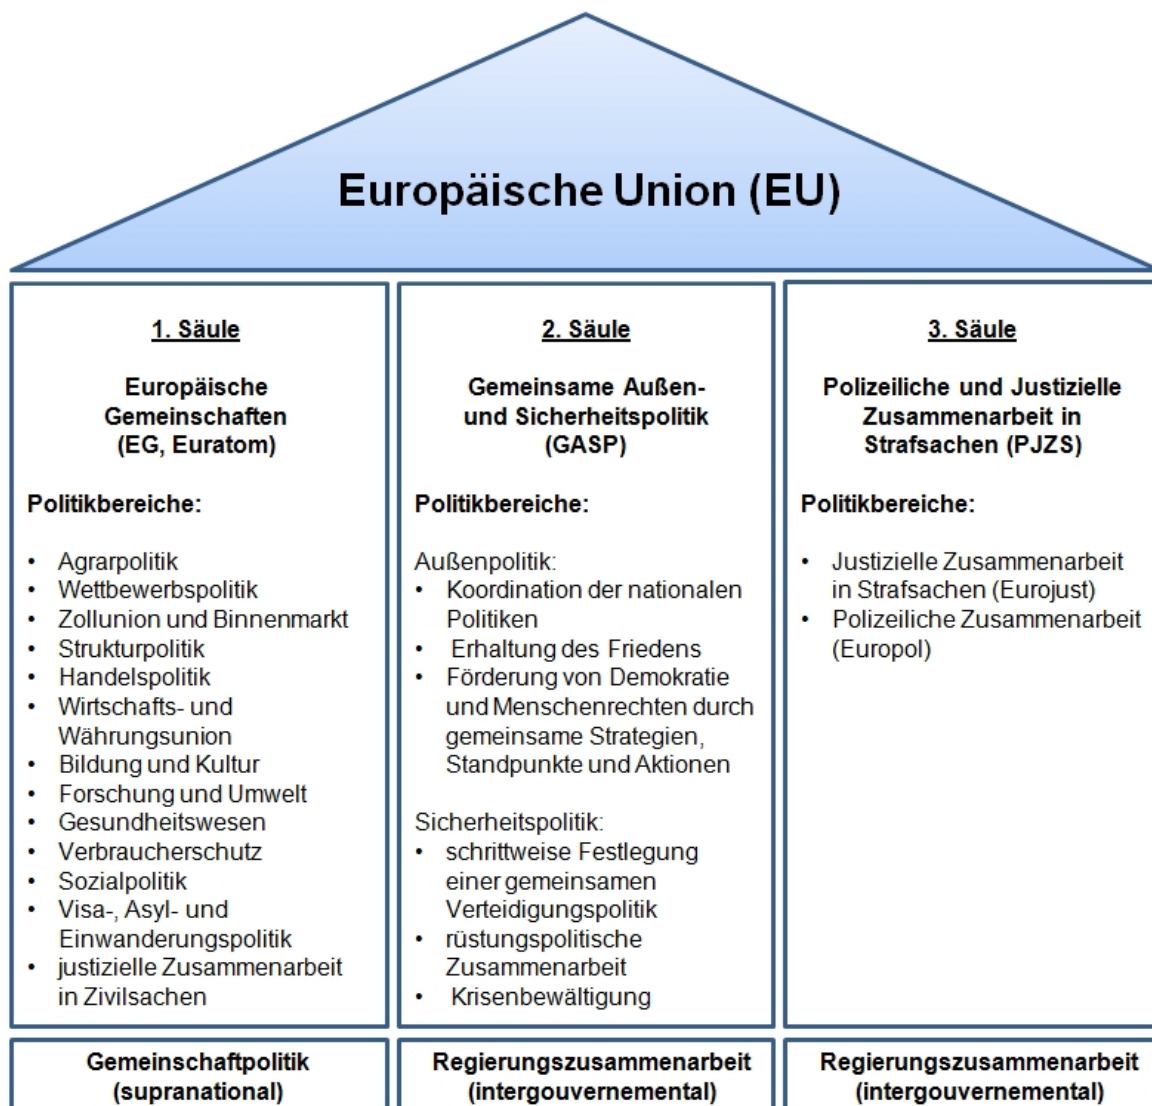 Europäische Union (EU)
1. Säule
Europäische
Gemeinschaften
(EG, Euratom)
Politikbereiche:
• Agrarpolitik
• Wettbewerbspolitik
• Zollunion und Binnenmarkt
• Strukturpolitik
• Handelspolitik
• Wirtschafts- und
Währungsunion
• Bildung und Kultur
• Forschung und Umwelt
• Gesundheitswesen
• Verbraucherschutz
• Sozialpolitik
• Visa-, Asyl- und
Einwanderungspolitik
• justizielle Zusammenarbeit
in Zivilsachen
Gemeinschaftpolitik
(supranational)
2. Säule
Gemeinsame Außen-
und Sicherheitspolitik
(GASP)
Politikbereiche:
Außenpolitik:
• Koordination der nationalen
Politiken
• Erhaltung des Friedens
• Förderung von Demokratie
und Menschenrechten durch
gemeinsame Strategien,
Standpunkte und Aktionen
Sicherheitspolitik:
• schrittweise Festlegung
einer gemeinsamen
Verteidigungspolitik
• rüstungspolitische
Zusammenarbeit
• Krisenbewältigung
Regierungszusammenarbeit
(intergouvernemental)
3. Säule
Polizeiliche und Justizielle
Zusammenarbeit in
Strafsachen (PJZS)
Politikbereiche:
• Justizielle Zusammenarbeit
in Strafsachen (Eurojust)
• Polizeiliche Zusammenarbeit
(Europol)
Regierungszusammenarbeit
(intergouvernemental)